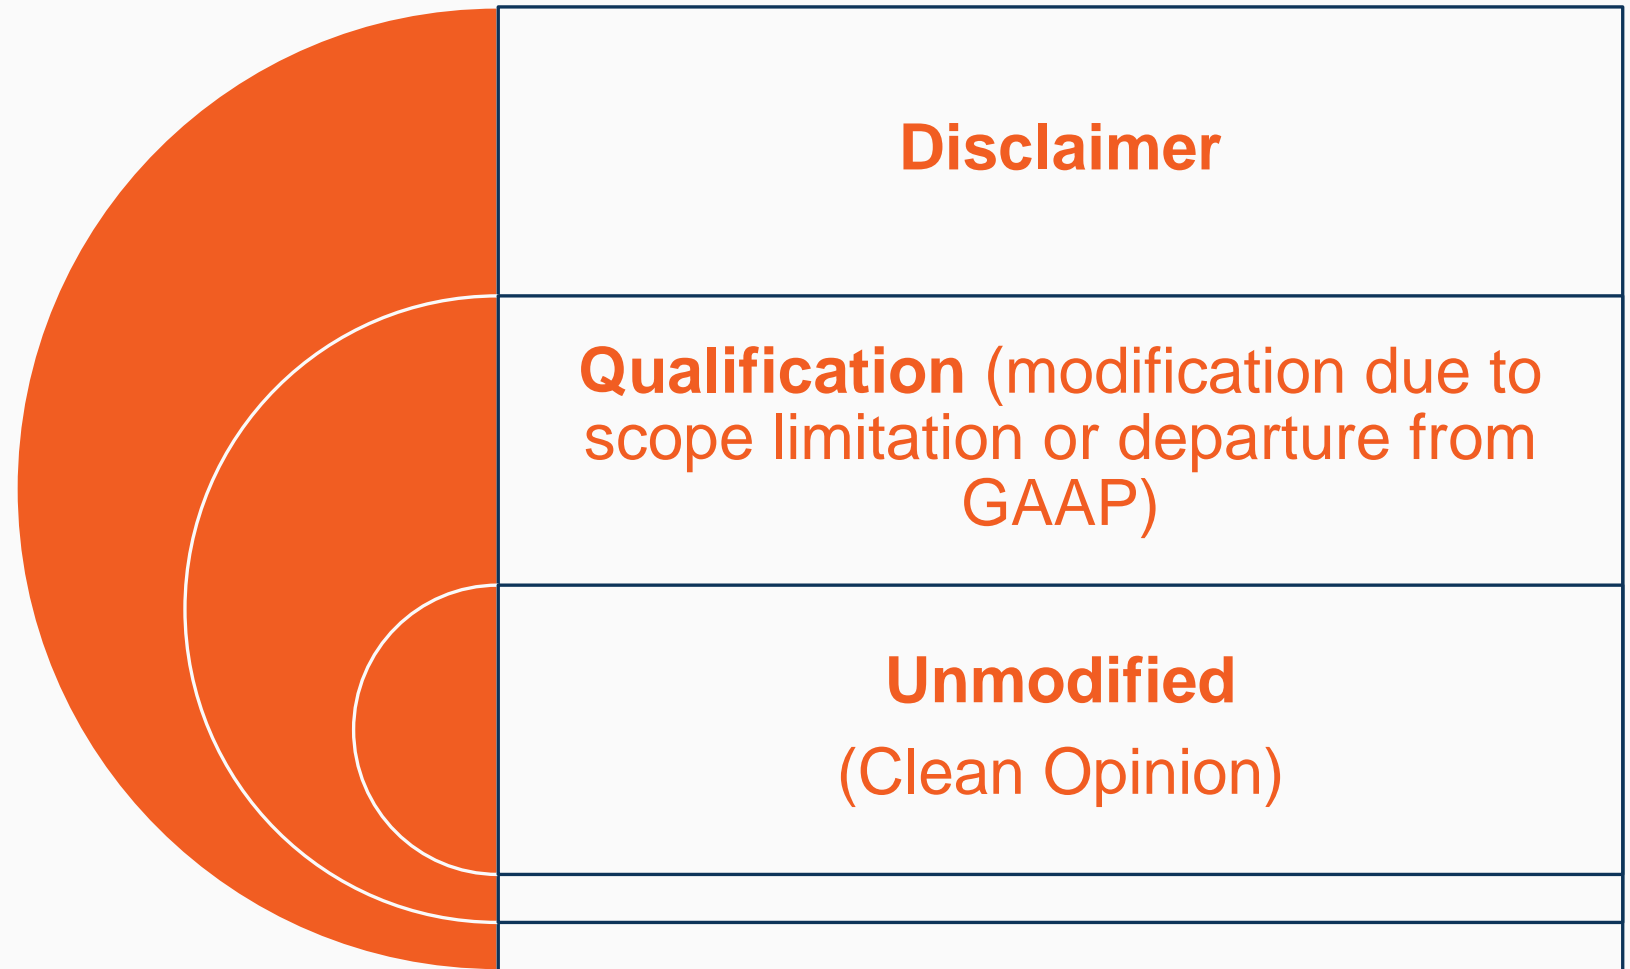 Disclaimer
Qualification (modification due to
scope limitation or departure from
GAAP)
Unmodified
(Clean Opinion)